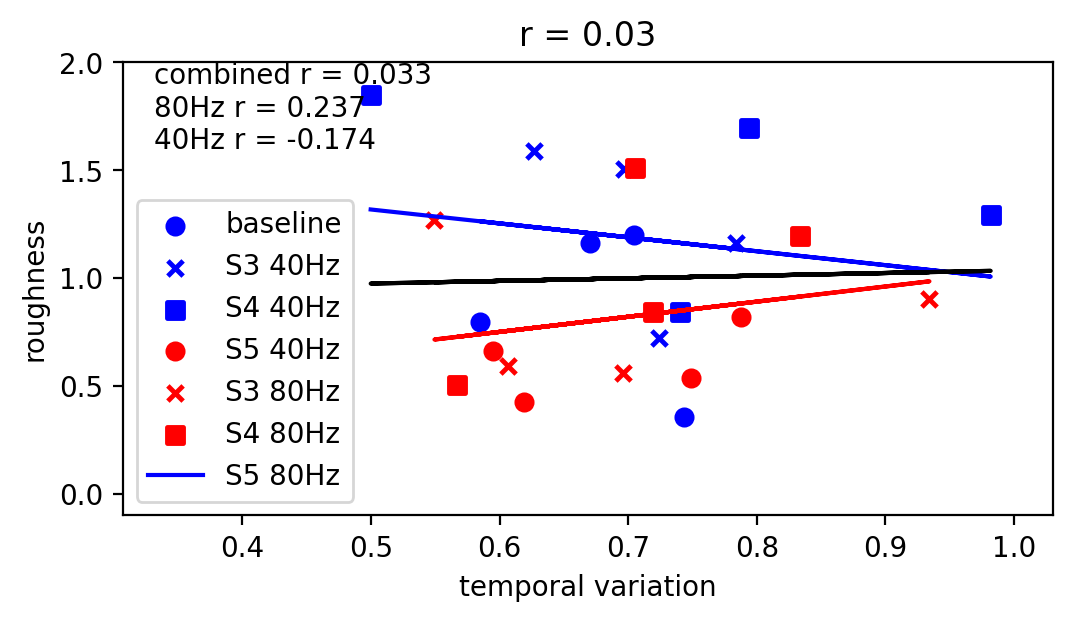 r = 0.03
combined r = 0.033
80Hz r = 0.237
40Hz r = -0.174
baseline
S3 40Hz
S4 40Hz
S5 40Hz
S3 80Hz
S4 80Hz
S5 80Hz
roughness
2.0
1.5
1.0
0.5
0.0
0.4 0.5 0.6 0.7 0.8 0.9 1.0
temporal variation